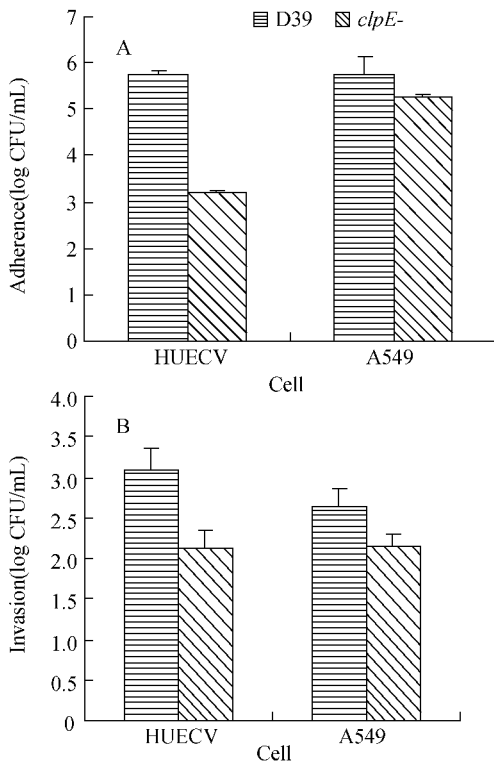 D39 clpE-
A
7
6
5
4
3
2
1
0
Adherence(log CFU/mL)
HUECV A549
Cell
B
4.0
3.5
3.0
2.5
2.0
1.5
1.0
0.5
0
Invasion(log CFU/mL)
HUECV A549
Cell